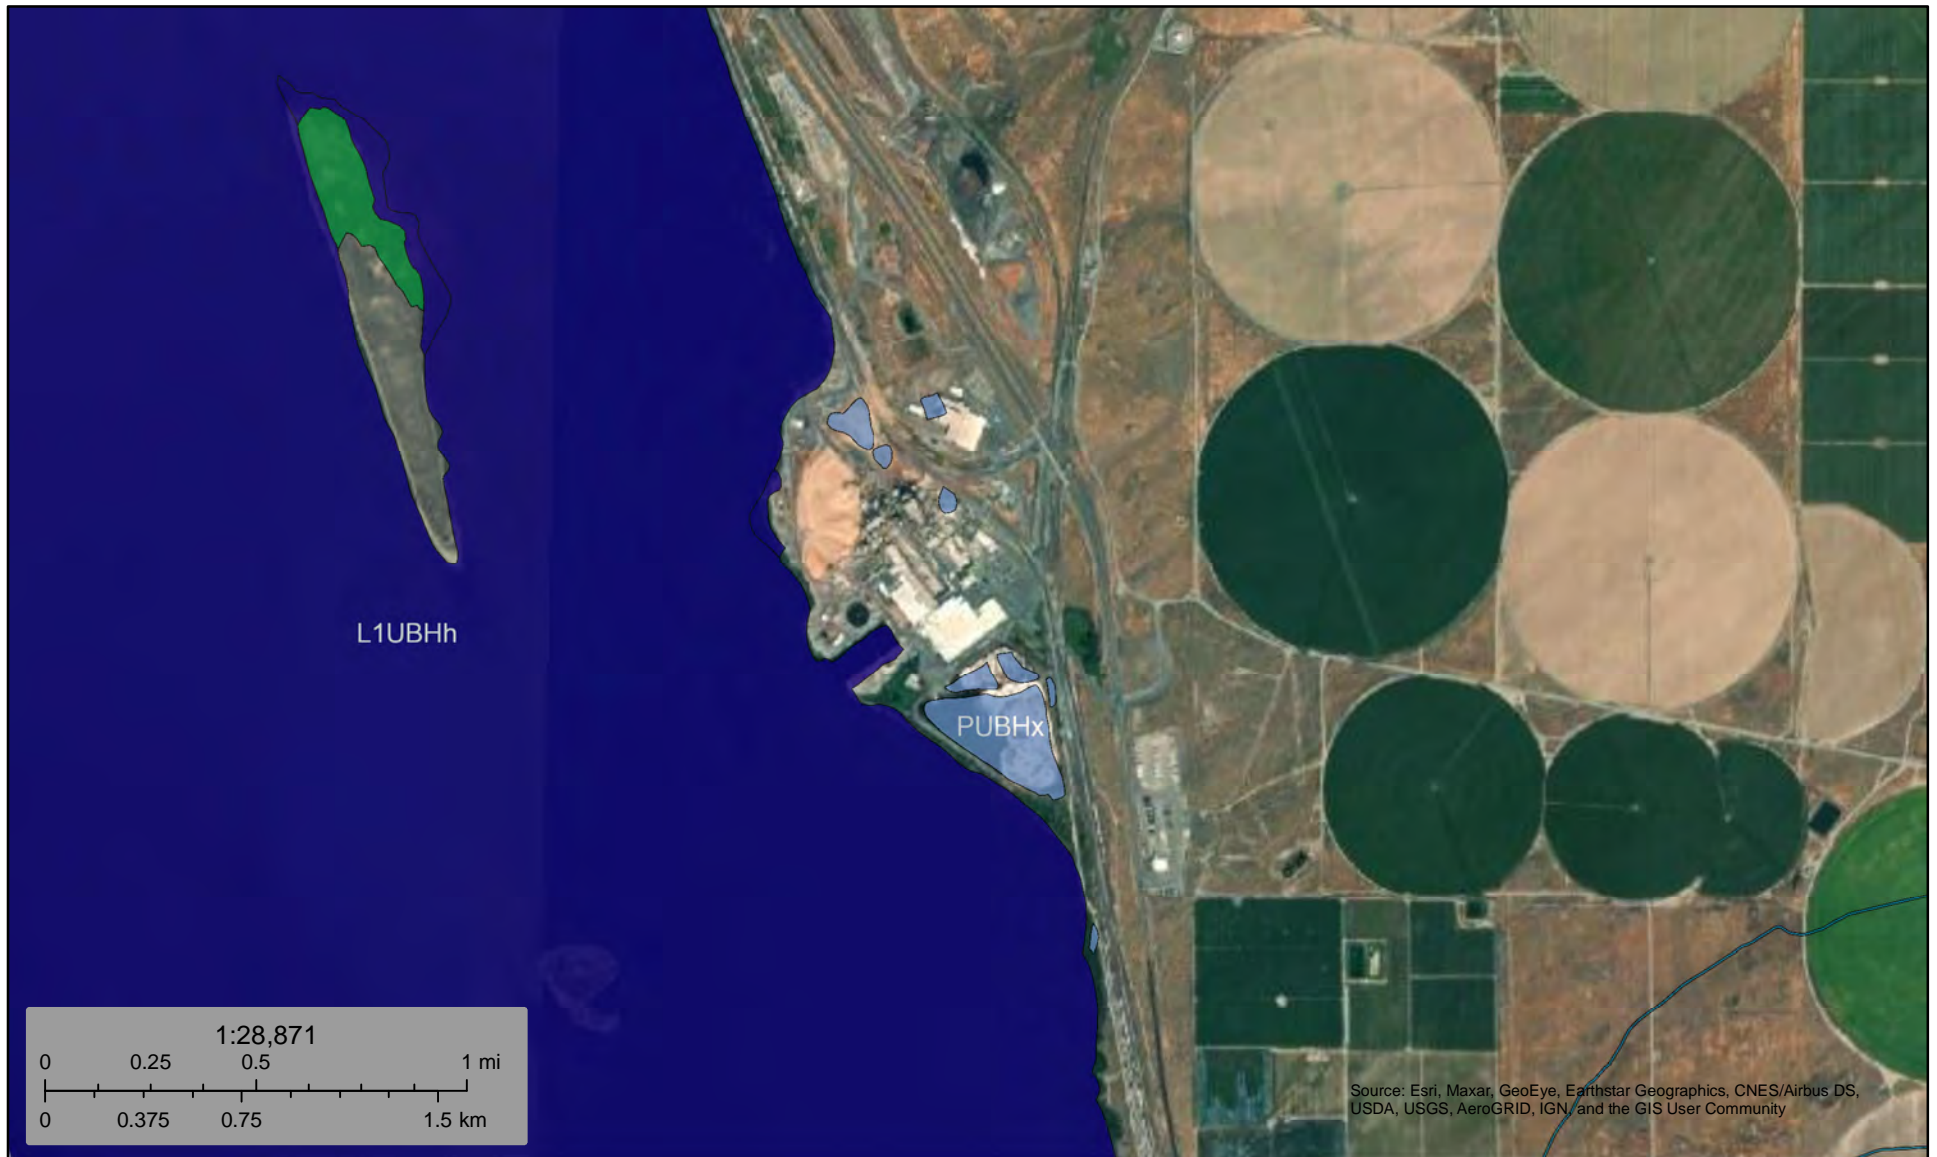 L1UBHh
PUBHx
1:28,871
0 0.25 0.5 1 mi
0 0.375 0.75 1.5 km
Source: Esri, Maxar, GeoEye, Earthstar Geographics, CNES/Airbus DS,
USDA, USGS, AeroGRID, IGN, and the GIS User Community